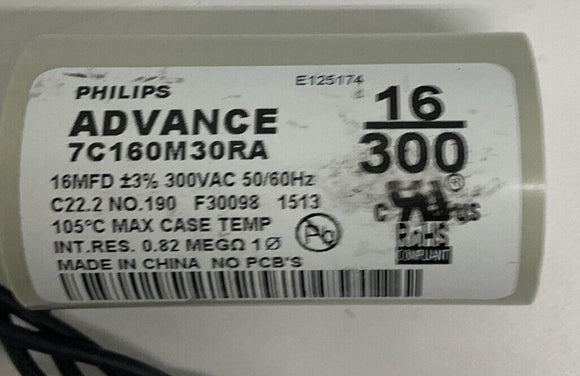 PHILIPS
E125174
ADVANCE
7C160M30RA
16
300
16MFD ±3% 300VAC 50/60Hz
C22.2 NO.190 F30098 1513
105°C MAX CASE TEMP
INT.RES. 0.82 MEGΩ 1Ø
MADE IN CHINA NO PCB'S
®
c us
RoHS
COMPLIANT